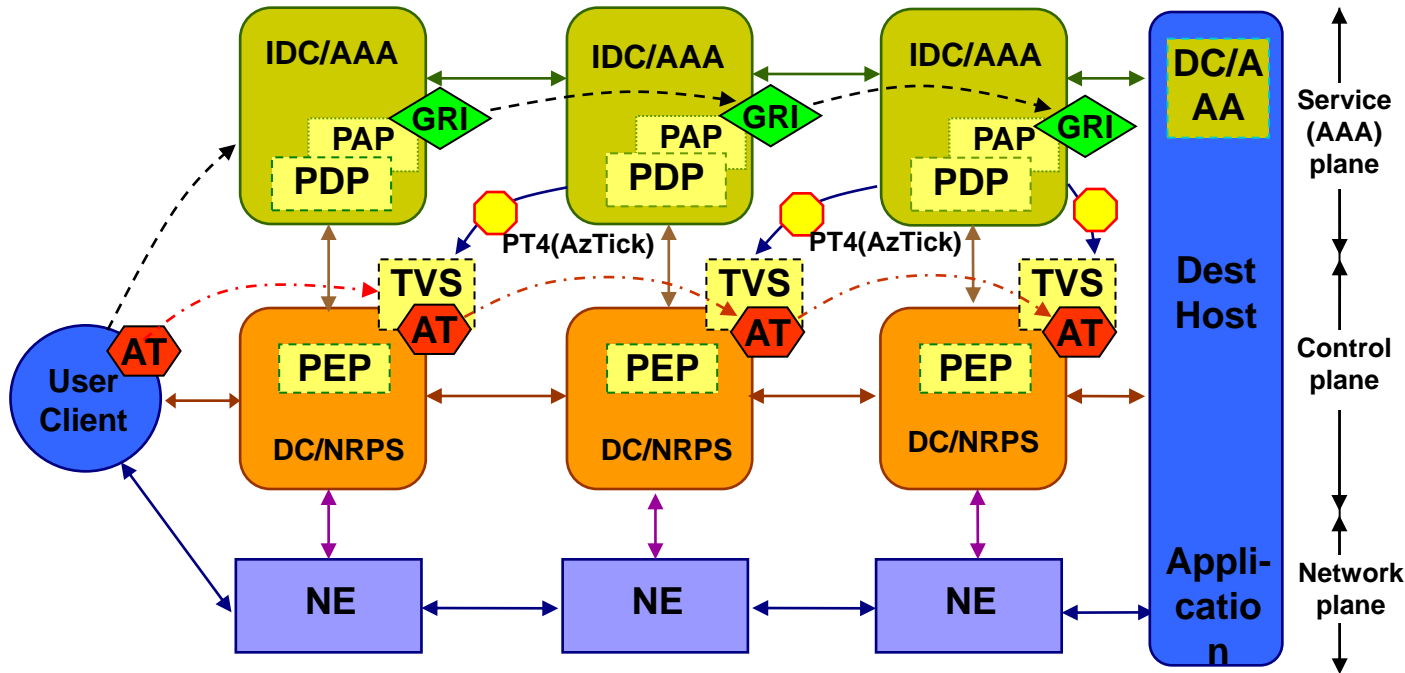 IDC/AAA
IDC/AAA
IDC/AAA
DC/A
AA
Service
(AAA)
plane
GRI
GRI
GRI
PAP
PAP
PAP
PDP
PDP
PDP
PT4(AzTick)
PT4(AzTick)
TVS
TVS
TVS
Dest
Host
AT
AT
AT
AT
User
Client
PEP
PEP
PEP
Control
plane
DC/NRPS
DC/NRPS
DC/NRPS
NE
NE
NE
Appli-
catio
n
Network
plane